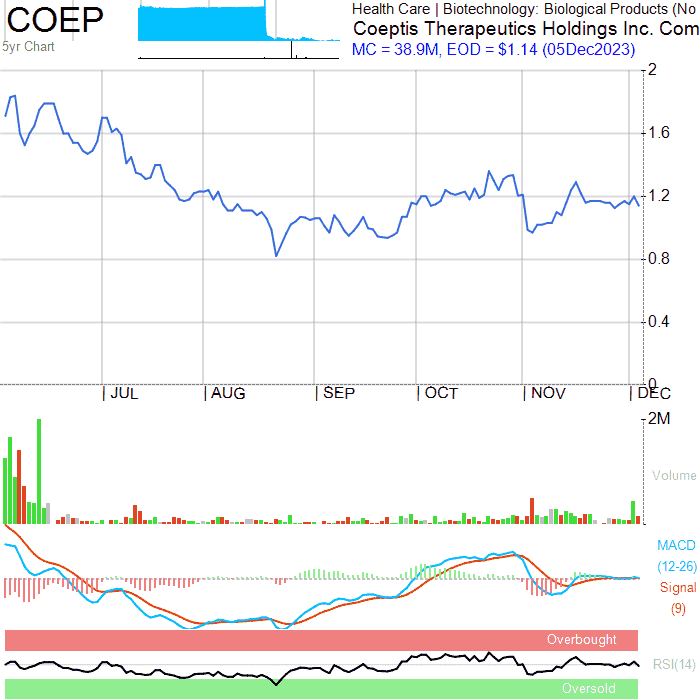 COEP
5yr Chart
Health Care | Biotechnology: Biological Products (No
Coeptis Therapeutics Holdings Inc. Com
MC = 38.9M, EOD = $1.14 (05Dec2023)
2
1.6
1.2
0.8
0.4
0
| JUL | AUG | SEP | OCT | NOV | DEC
2M
Volume
MACD
(12-26)
Signal
(9)
Overbought
RSI(14)
Oversold